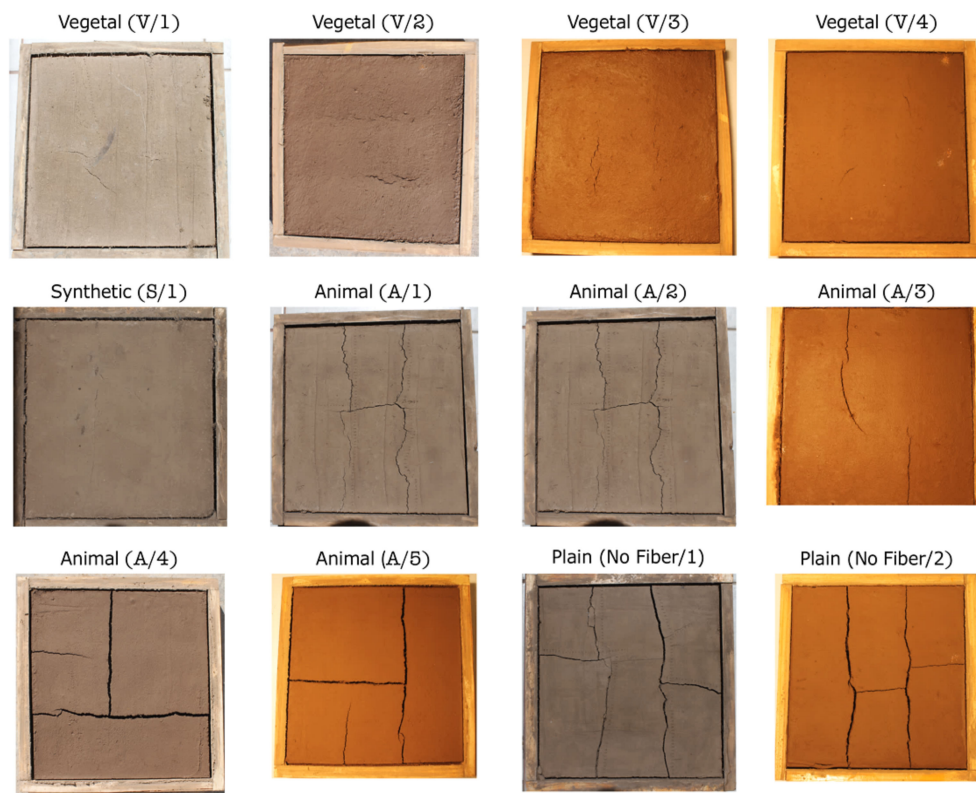 Vegetal (V/1)
Vegetal (V/2)
Vegetal (V/3)
Vegetal (V/4)
Synthetic (S/1)
Animal (A/1)
Animal (A/2)
Animal (A/3)
Animal (A/4)
Animal (A/5)
Plain (No Fiber/1)
Plain (No Fiber/2)